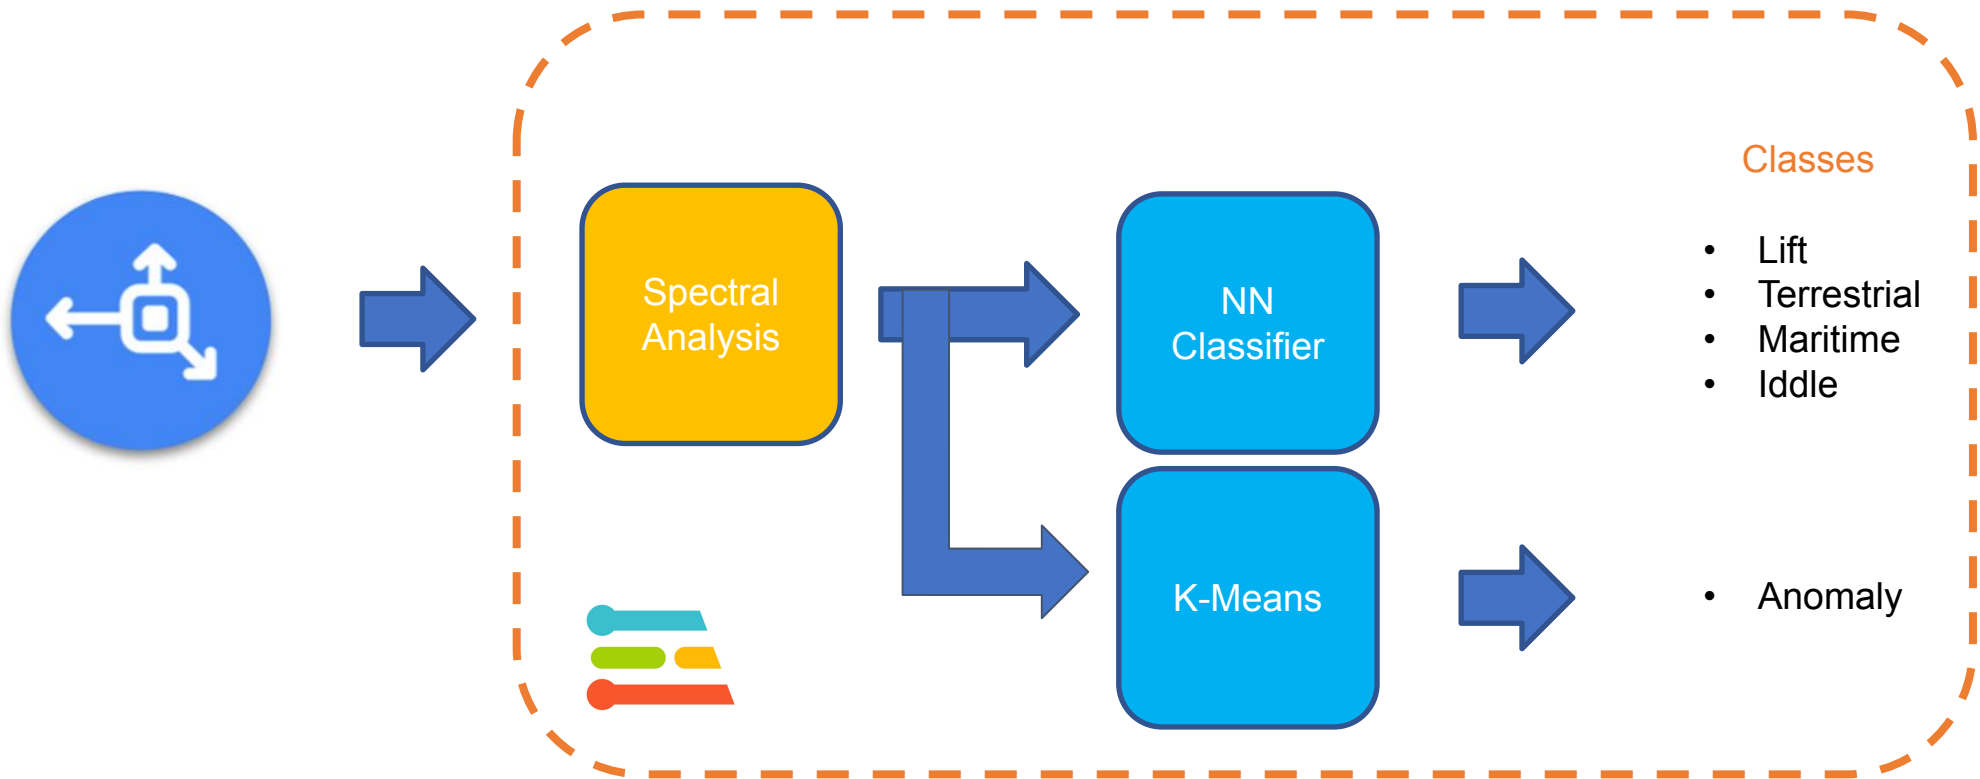 Spectral
Analysis
NN
Classifier
K-Means
Classes
• Lift
• Terrestrial
• Maritime
• Iddle
• Anomaly